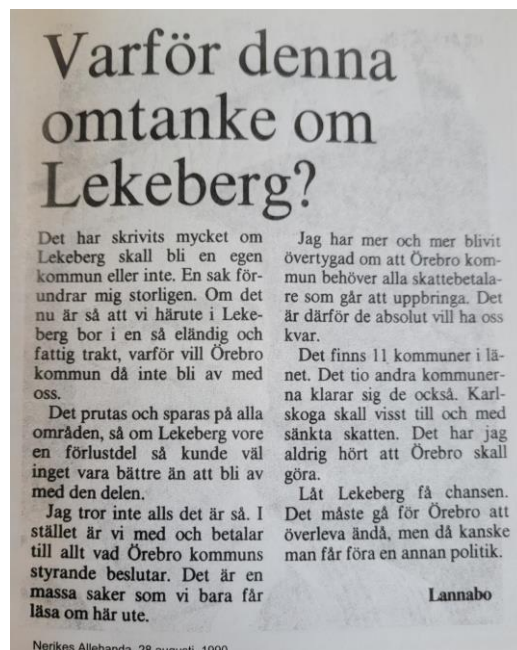 Varför denna
omtanke om
Lekeberg?
Det har skrivits mycket om
Lekeberg skall bli en egen
kommun eller inte. En sak för-
undrar mig storligen. Om det
nu är så att vi härute i Leke-
berg bor i en så eländig och
fattig trakt, varför vill Örebro
kommun då inte bli av med
oss.
Det prutas och sparas på alla
områden, så om Lekeberg vore
en förlustdel så kunde väl
inget vara bättre än att bli av
med den delen.
Jag tror inte alls det är så. I
stället är vi med och betalar
till allt vad Örebro kommuns
styrande beslutar. Det är en
massa saker som vi bara får
läsa om här ute.
Jag har mer och mer blivit
övertygad om att Örebro kom-
mun behöver alla skattebetala-
re som går att uppbringa. Det
är därför de absolut vill ha oss
kvar.
Det finns 11 kommuner i lä-
net. Det tio andra kommuner-
na klarar sig de också. Karl-
skoga skall visst till och med
sänkta skatten. Det har jag
aldrig hört att Örebro skall
göra.
Låt Lekeberg få chansen.
Det måste gå för Örebro att
överleva ändå, men då kanske
man får föra en annan politik.
Lannabo
Nerikes Allehanda, 28 augusti, 1990